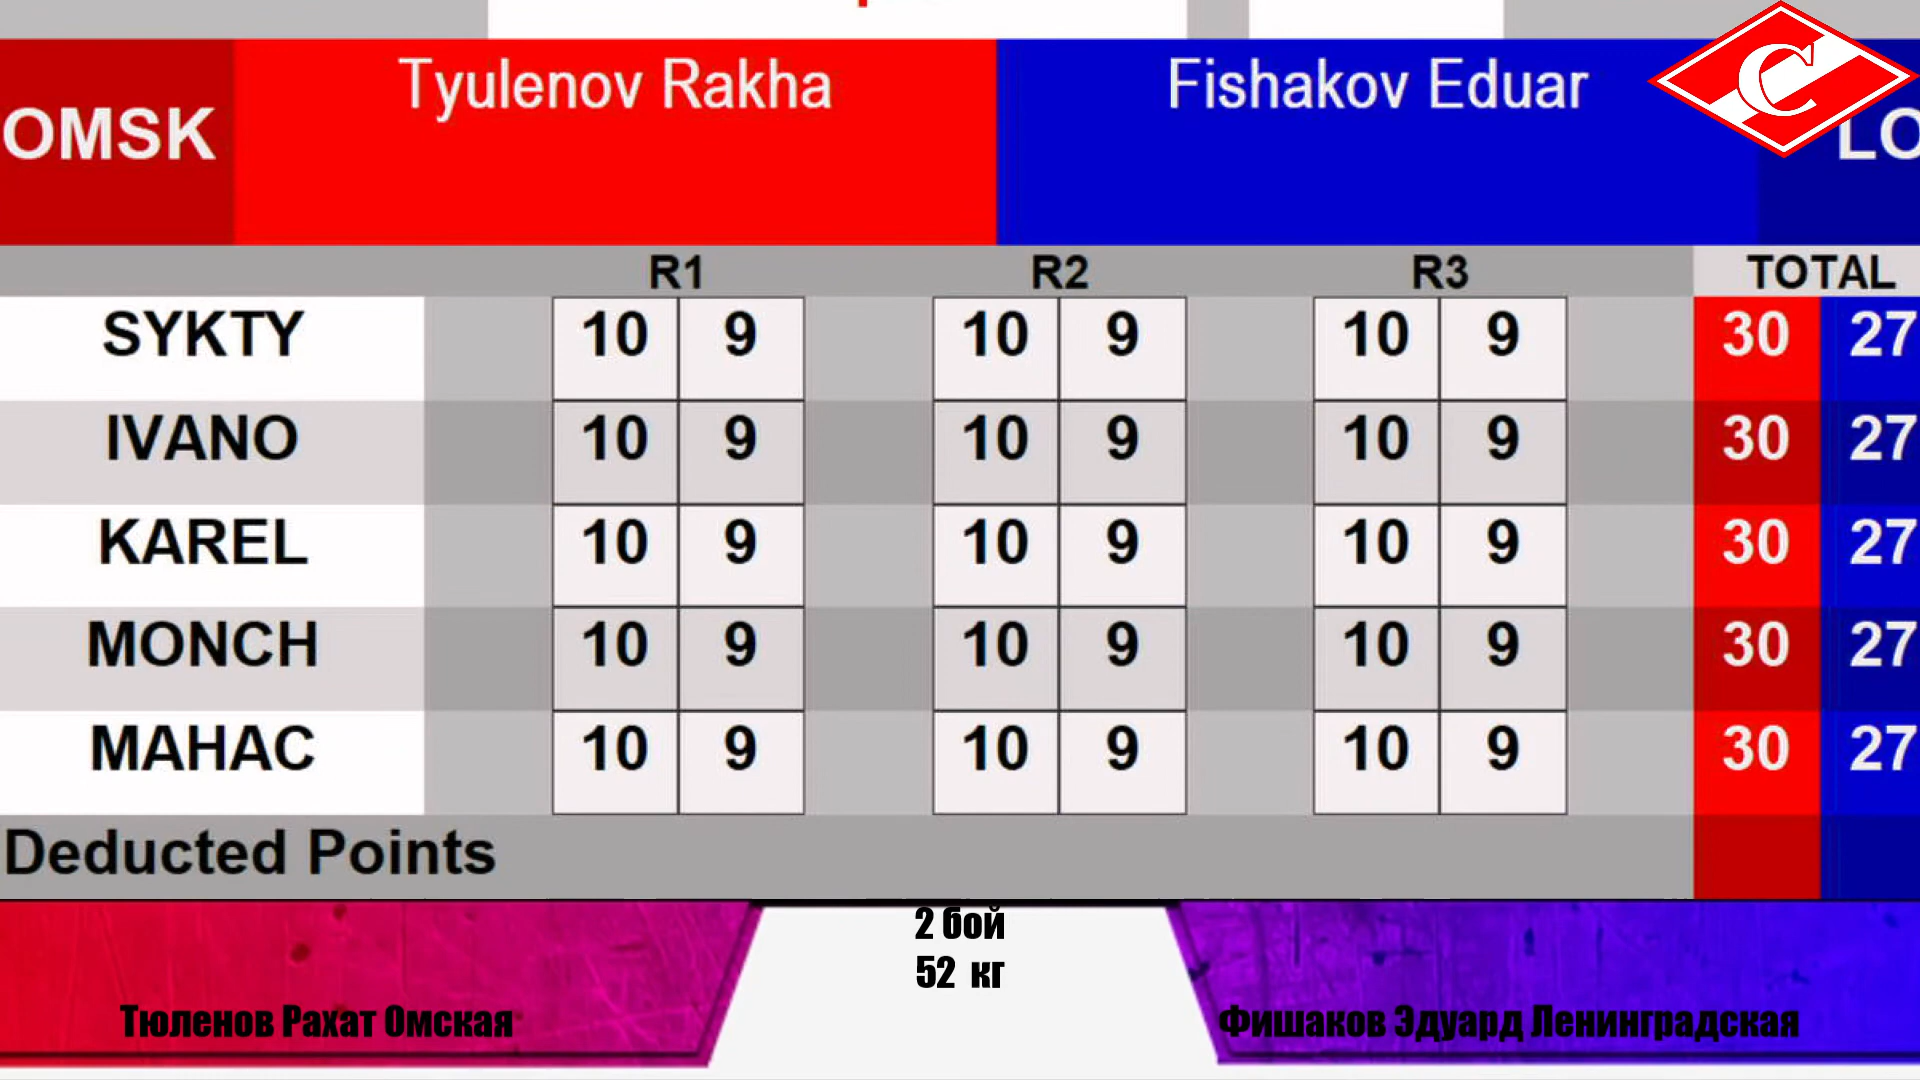 OMSK
Tyulenov Rakha
Fishakov Eduar
LO
R1 R2 R3 TOTAL
SYKTY 10 9 10 9 10 9 30 27
IVANO 10 9 10 9 10 9 30 27
KAREL 10 9 10 9 10 9 30 27
MONCH 10 9 10 9 10 9 30 27
MAHAC 10 9 10 9 10 9 30 27
Deducted Points
2 бой
52 кг
Тюленов Рахат Омская
Фишаков Эдуард Ленинградская